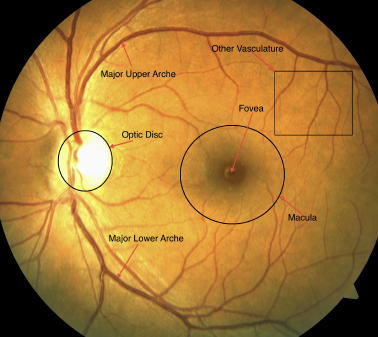 Other Vasculature
Major Upper Arche
Fovea
Optic Disc
Macula
Major Lower Arche